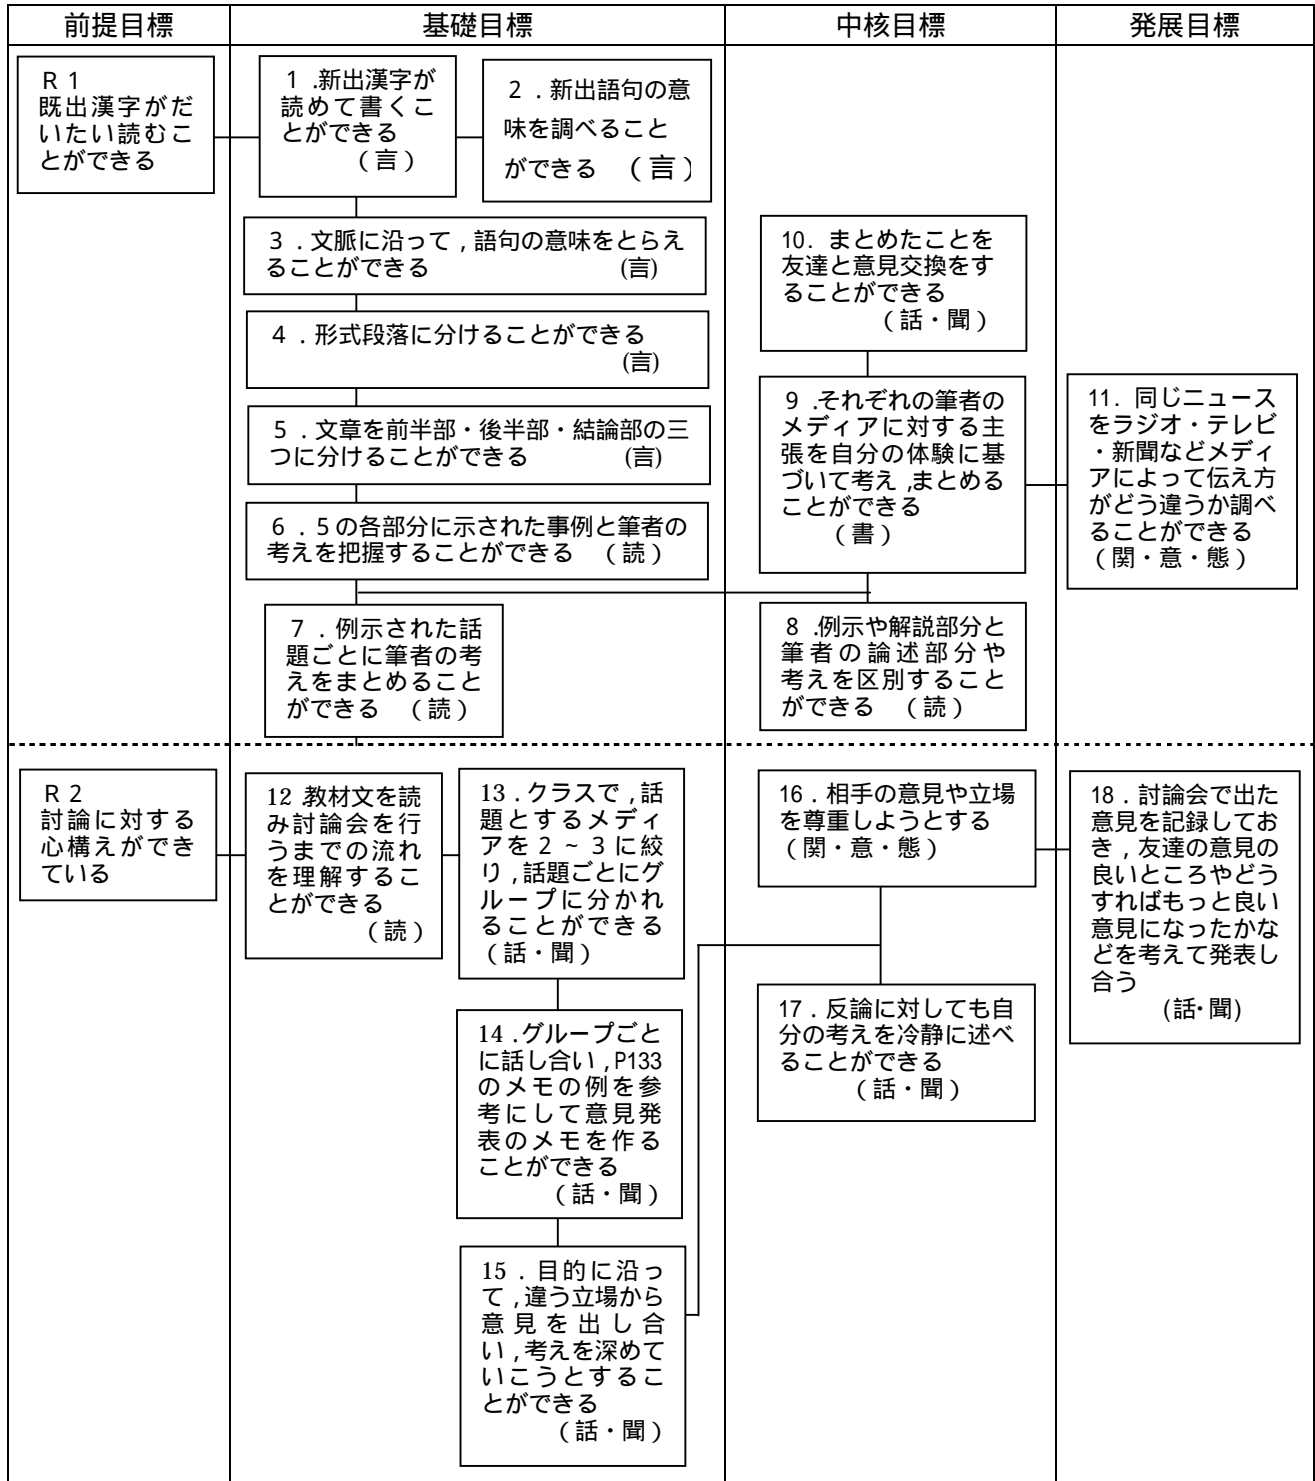 前提目標
基礎目標
中核目標
発展目標
R 1
既出漢字がだ
いたい読むこ
とができる
1 .新出漢字が
読めて書くこ
とができる
(言)
2 . 新出語句の意
味を調べること
ができる (言)
3 . 文脈に沿って , 語句の意味をとらえ
ることができる (言)
4 . 形式段落に分けることができる
(言)
5 . 文章を前半部・後半部・結論部の三
つに分けることができる (言)
6 . 5の各部分に示された事例と筆者の
考えを把握することができる (読)
7 . 例示された話
題ごとに筆者の考
えをまとめること
ができる (読)
10. まとめたことを
友達と意見交換をす
ることができる
(話・聞)
9 .それぞれの筆者の
メディアに対する主
張を自分の体験に基
づいて考え ,まとめる
ことができる
(書)
8 .例示や解説部分と
筆者の論述部分や
考えを区別すること
ができる (読)
11. 同じニュース
をラジオ・テレビ
・新聞などメディ
アによって伝え方
がどう違うか調べ
ることができる
(関・意・態)
R 2
討論に対する
心構えができ
ている
12 .教材文を読
み討論会を行
うまでの流れ
を理解するこ
とができる
(読)
13 . クラスで , 話
題とするメディ
アを 2 ~ 3 に絞
り , 話題ごとにグ
ループに分かれ
ることができる
(話・聞)
14 . グループごと
に話し合い , P133
のメモの例を参
考にして意見発
表のメモを作る
ことができる
(話・聞)
15 . 目的に沿っ
て , 違う立場から
意見を出し合
い , 考えを深めて
いこうとするこ
とができる
(話・聞)
16 . 相手の意見や立場
を尊重しようとする
(関・意・態)
17 . 反論に対しても自
分の考えを冷静に述べ
ることができる
(話・聞)
18 . 討論会で出た
意見を記録してお
き , 友達の意見の
良いところやどう
すればもっと良い
意見になったかな
どを考えて発表し
合う
(話・聞)